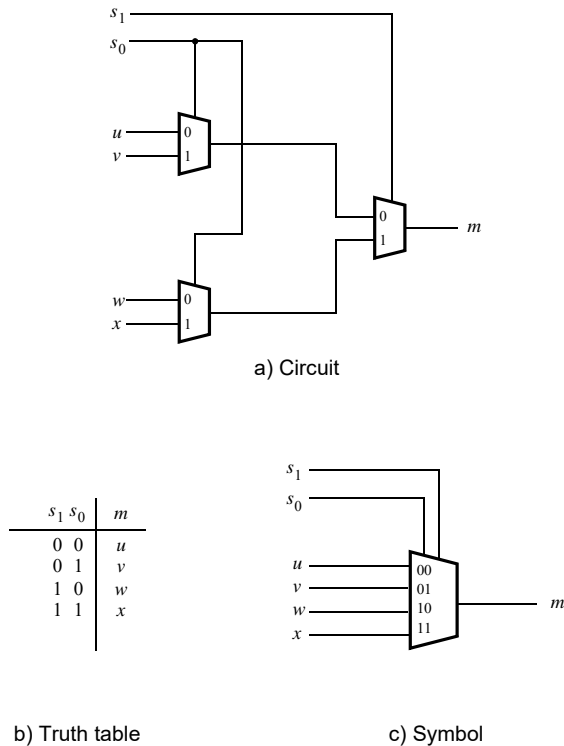 s1
s0
u 0
v 1
0 m
1
w 0
x 1
a) Circuit
s1 s0 m
0 0 u
0 1 v
1 0 w
1 1 x
b) Truth table
s1
s0
u 00
v 01
w 10 m
x 11
c) Symbol